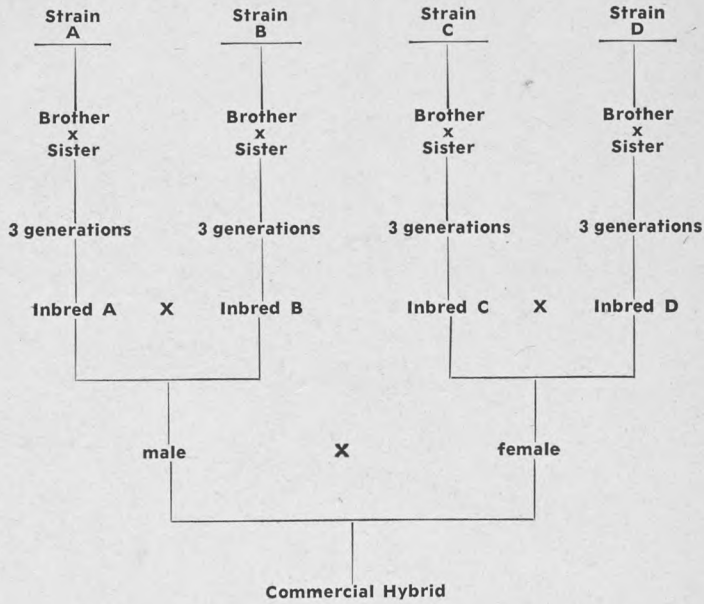 Strain Strain Strain Strain
A B C D
Brother Brother Brother Brother
x x x x
Sister Sister Sister Sister
3 generations 3 generations 3 generations 3 generations
Inbred A X Inbred B Inbred C X Inbred D
male X female
Commercial Hybrid